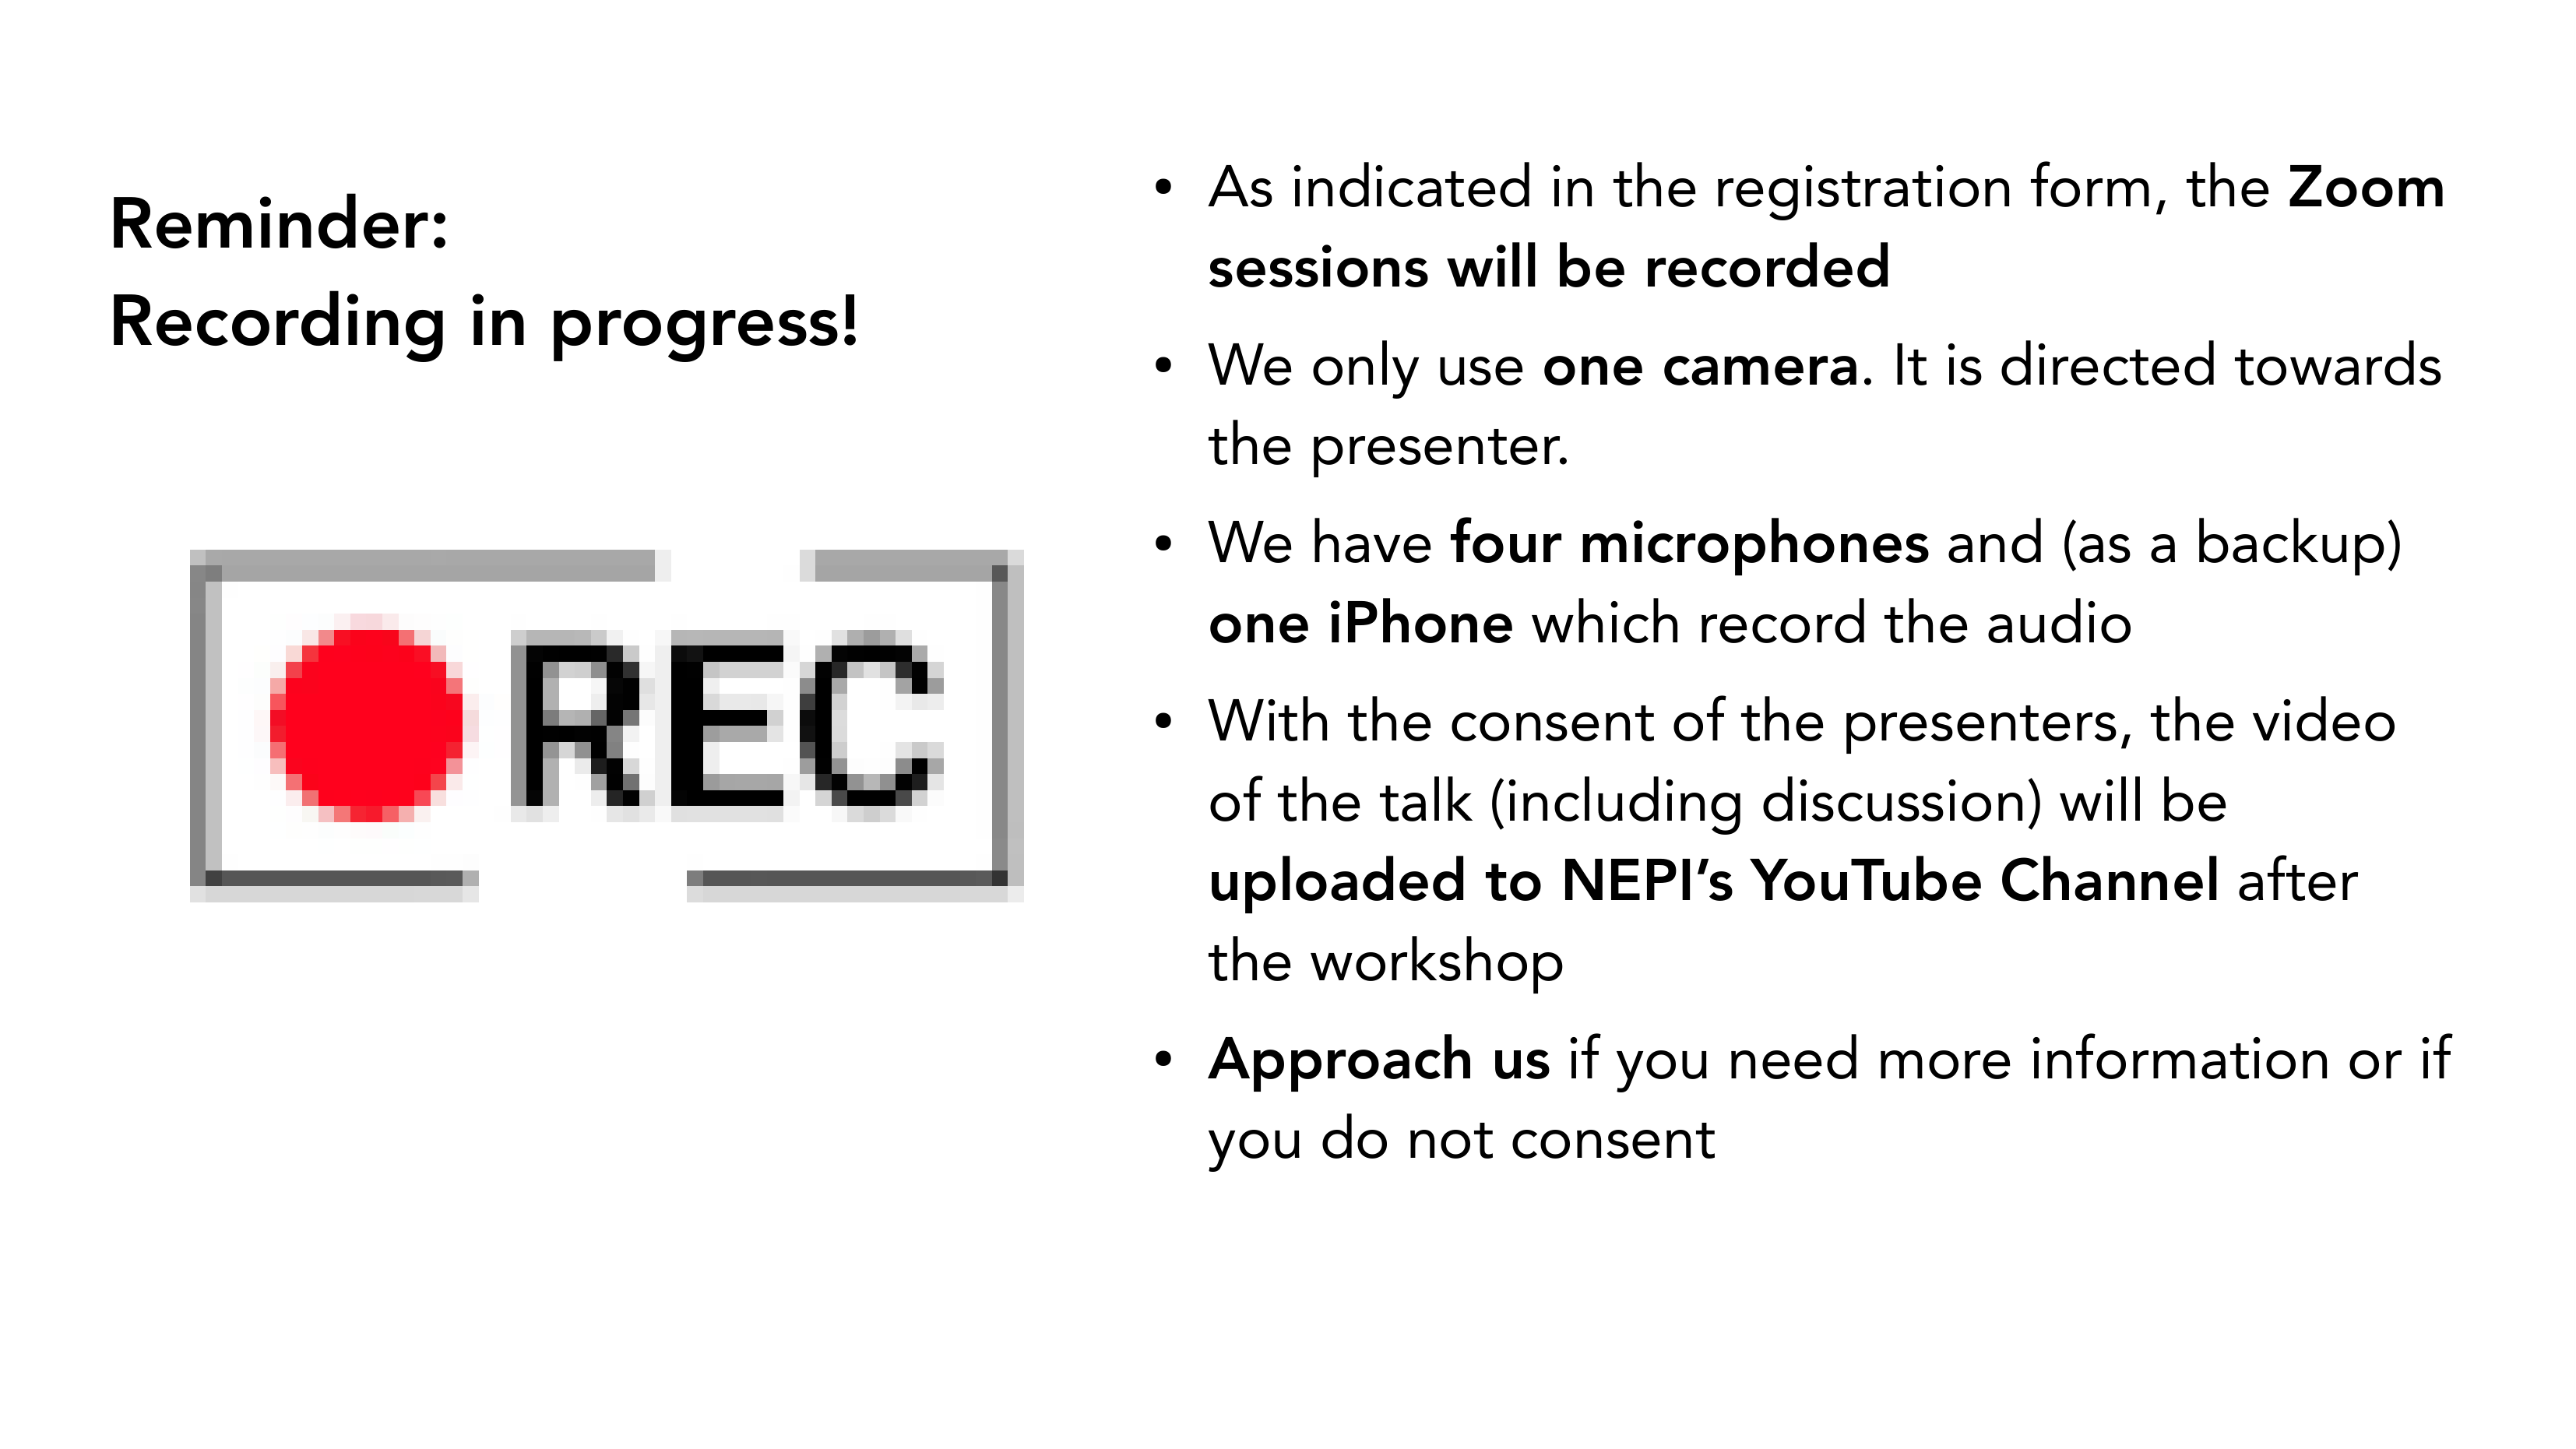 Reminder:
Recording in progress!
REC
• As indicated in the registration form, the Zoom
sessions will be recorded
• We only use one camera. It is directed towards
the presenter.
• We have four microphones and (as a backup)
one iPhone which record the audio
• With the consent of the presenters, the video
of the talk (including discussion) will be
uploaded to NEPI’s YouTube Channel after
the workshop
• Approach us if you need more information or if
you do not consent